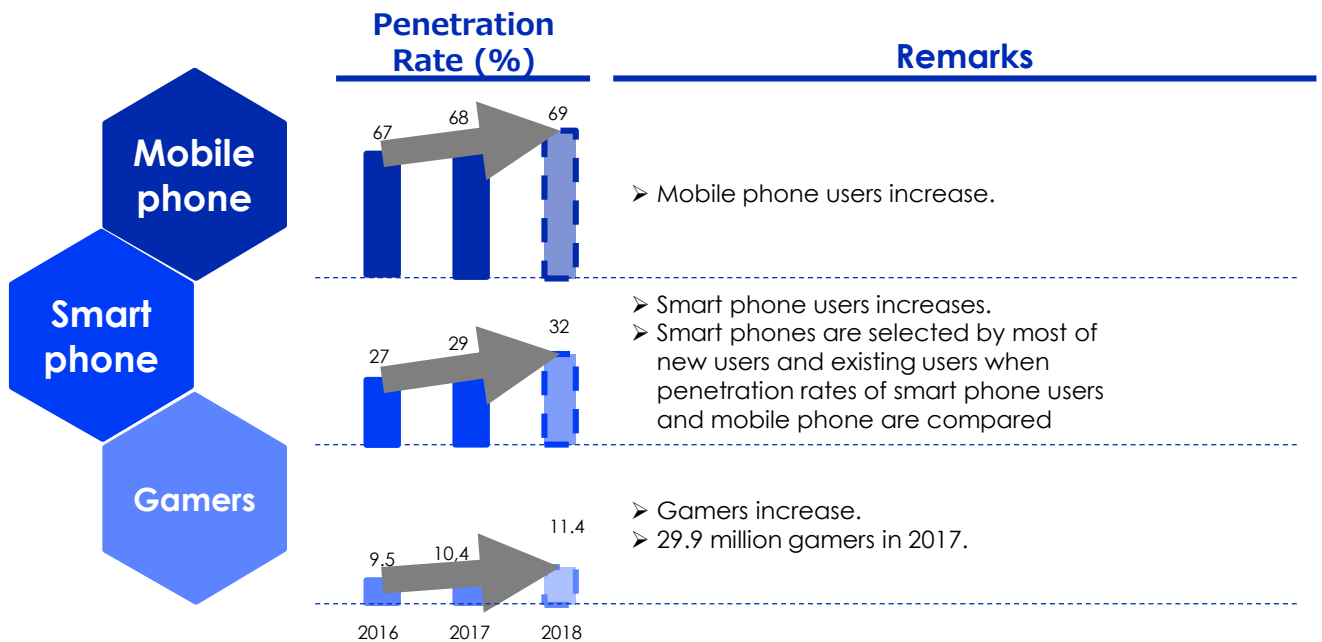 Penetration
Rate (%)
Remarks
Mobile
phone
67
68
69
➢ Mobile phone users increase.
Smart
phone
27
29
32
➢ Smart phone users increases.
➢ Smart phones are selected by most of
new users and existing users when
penetration rates of smart phone users
and mobile phone are compared
Gamers
9.5
10,4
11.4
➢ Gamers increase.
➢ 29.9 million gamers in 2017.
2016
2017
2018